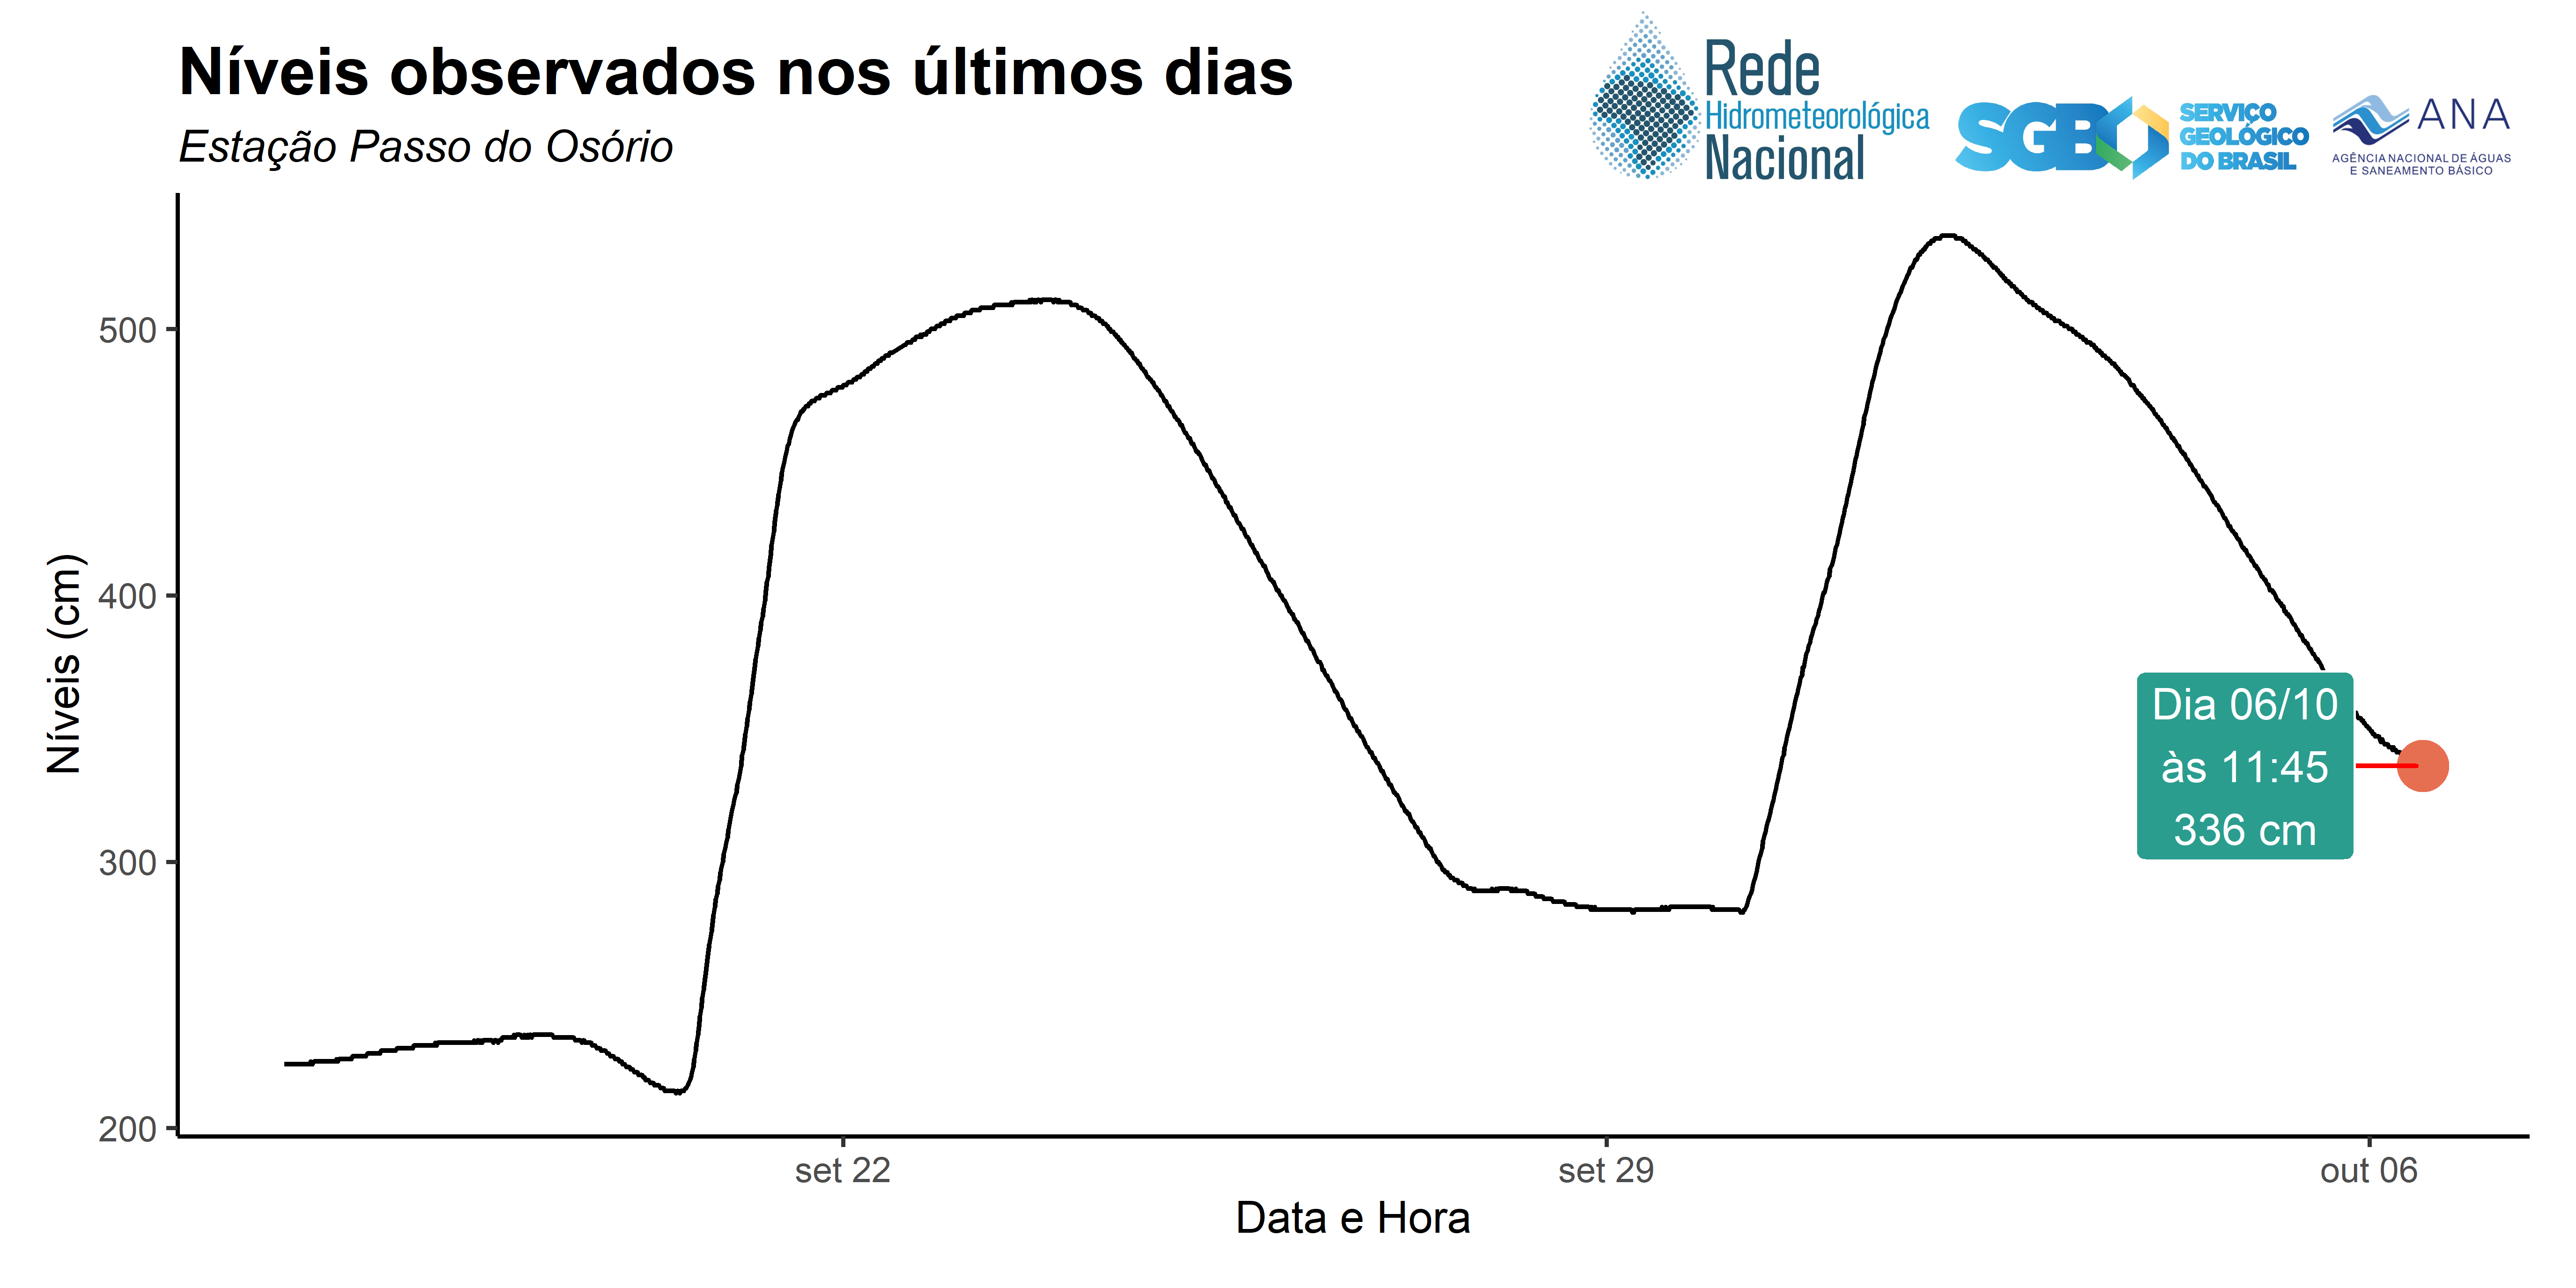 Níveis observados nos últimos dias
Estação Passo do Osório
Rede
Hidrometeorológica
Nacional
SGB
SERVIÇO
GEOLÓGICO
DO BRASIL
ANA
AGÊNCIA NACIONAL DE ÁGUAS
E SANEAMENTO BÁSICO
Níveis (cm)
500
400
300
200
Dia 06/10
às 11:45
336 cm
set 22
set 29
out 06
Data e Hora